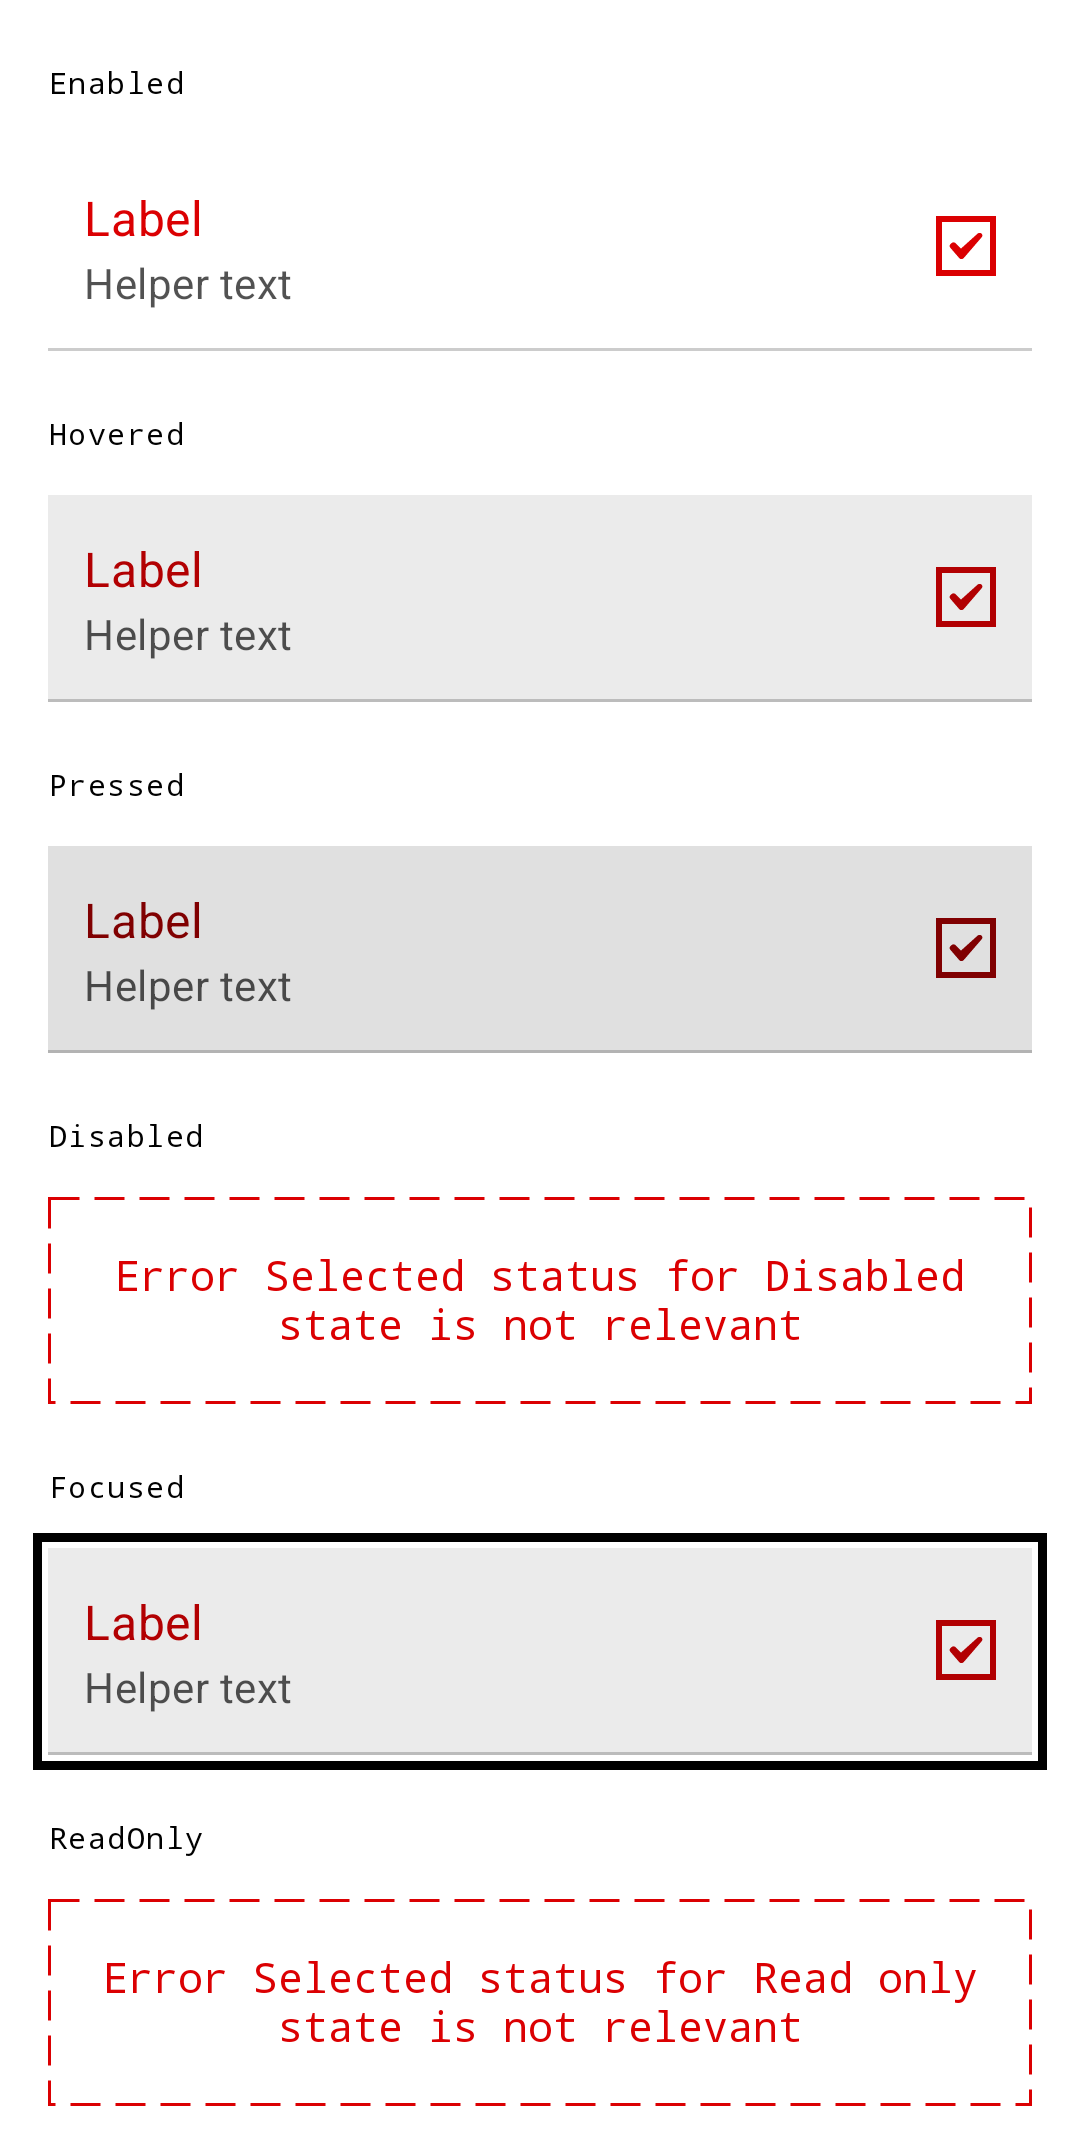 Enabled
Label
Helper text
Hovered
Label
Helper text
Pressed
Label
Helper text
Disabled
Error Selected status for Disabled
state is not relevant
Focused
Label
Helper text
ReadOnly
Error Selected status for Read only
state is not relevant